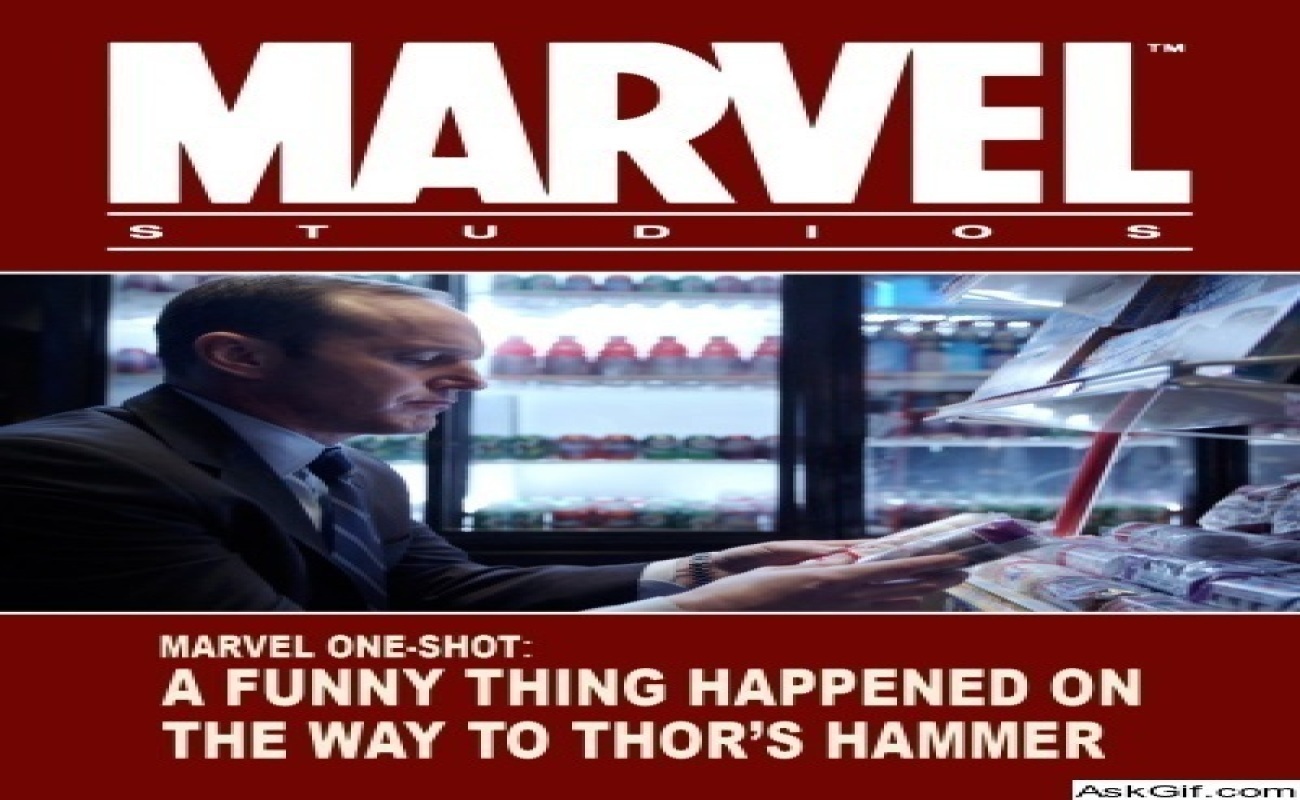 MARVEL™
STUDIOS
MARVEL ONE-SHOT:
A FUNNY THING HAPPENED ON
THE WAY TO THOR'S HAMMER
AskGif.com